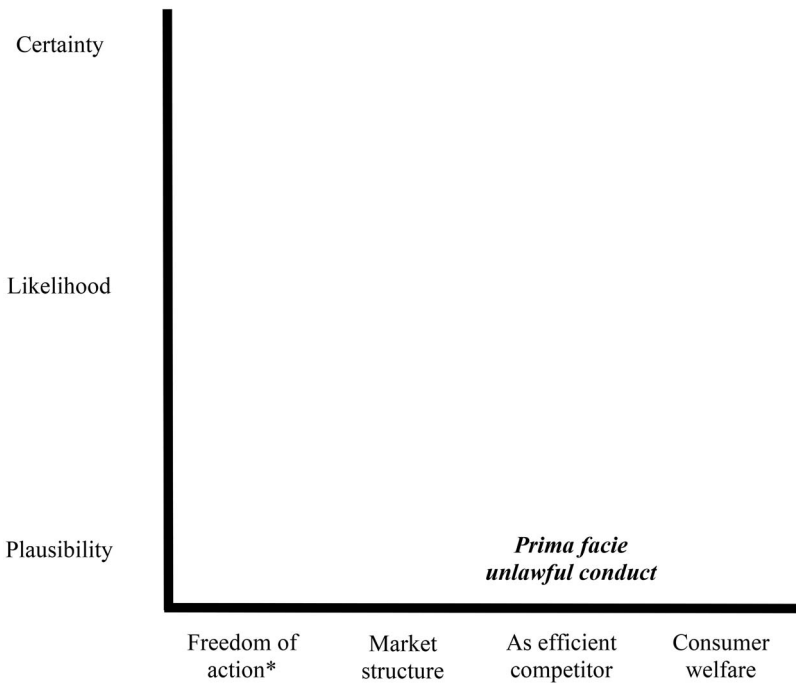 Certainty
Likelihood
Plausibility
Prima facie
unlawful conduct
Freedom of
action*
Market
structure
As efficient
competitor
Consumer
welfare